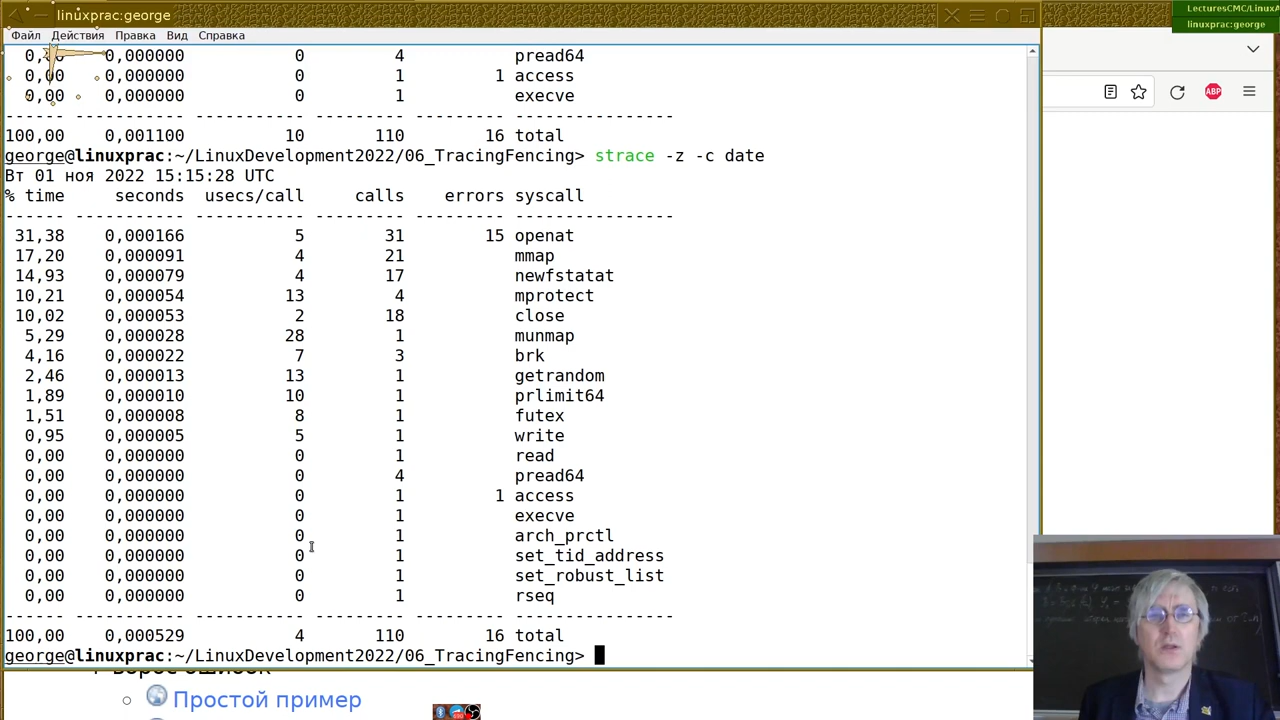 linuxprac:george
LecturesCMC/LinuxA
linuxprac:george
Файл Действия Правка Вид Справка
0,00 0,000000 0 4 pread64
0,00 0,000000 0 1 1 access
0,00 0,000000 0 1 execve
------ ----------- ----------- --------- --------- ----------------
100,00 0,001100 10 110 16 total
george@linuxprac:~/LinuxDevelopment2022/06_TracingFencing> strace -z -c date
Вт 01 ноя 2022 15:15:28 UTC
% time seconds usecs/call calls errors syscall
------ ----------- ----------- --------- --------- ----------------
31,38 0,000166 5 31 15 openat
17,20 0,000091 4 21 mmap
14,93 0,000079 4 17 newfstatat
10,21 0,000054 13 4 mprotect
10,02 0,000053 2 18 close
5,29 0,000028 28 1 munmap
4,16 0,000022 7 3 brk
2,46 0,000013 13 1 getrandom
1,89 0,000010 10 1 prlimit64
1,51 0,000008 8 1 futex
0,95 0,000005 5 1 write
0,00 0,000000 0 1 read
0,00 0,000000 0 4 pread64
0,00 0,000000 0 1 1 access
0,00 0,000000 0 1 execve
0,00 0,000000 0 1 arch_prctl
0,00 0,000000 0 1 set_tid_address
0,00 0,000000 0 1 set_robust_list
0,00 0,000000 0 1 rseq
------ ----------- ----------- --------- --------- ----------------
100,00 0,000529 4 110 16 total
george@linuxprac:~/LinuxDevelopment2022/06_TracingFencing>
Простой пример
ABP